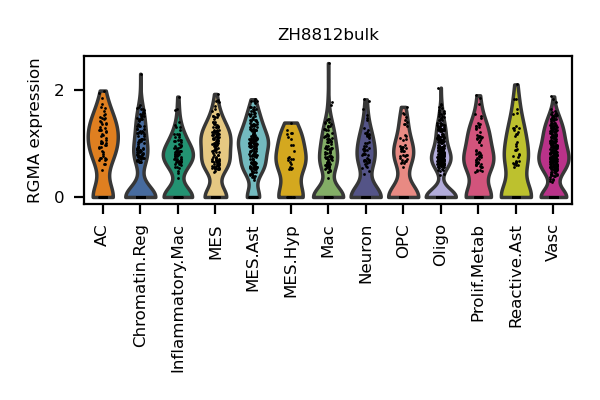 ZH8812bulk
RGMA expression
2
0
AC
Chromatin.Reg
Inflammatory.Mac
MES
MES.Ast
MES.Hyp
Mac
Neuron
OPC
Oligo
Prolif.Metab
Reactive.Ast
Vasc